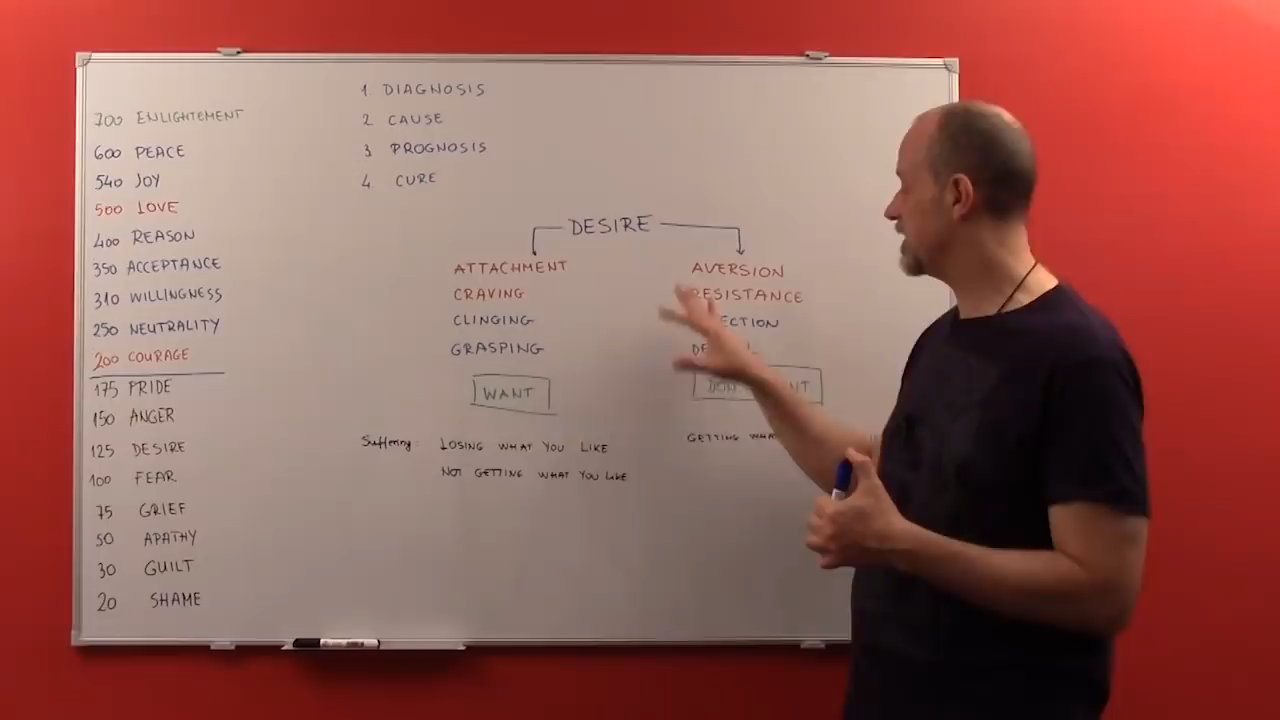 700 ENLIGHTEMENT
600 PEACE
540 JOY
500 LOVE
400 REASON
350 ACCEPTANCE
310 WILLINGNESS
250 NEUTRALITY
200 COURAGE
175 PRIDE
150 ANGER
125 DESIRE
100 FEAR
75 GRIEF
50 APATHY
30 GUILT
20 SHAME
1 DIAGNOSIS
2 CAUSE
3 PROGNOSIS
4 CURE
DESIRE
ATTACHMENT
CRAVING
CLINGING
GRASPING
WANT
AVERSION
RESISTANCE
Suffering: LOSING WHAT YOU LIKE
NOT GETTING WHAT YOU LIKE
GETTING